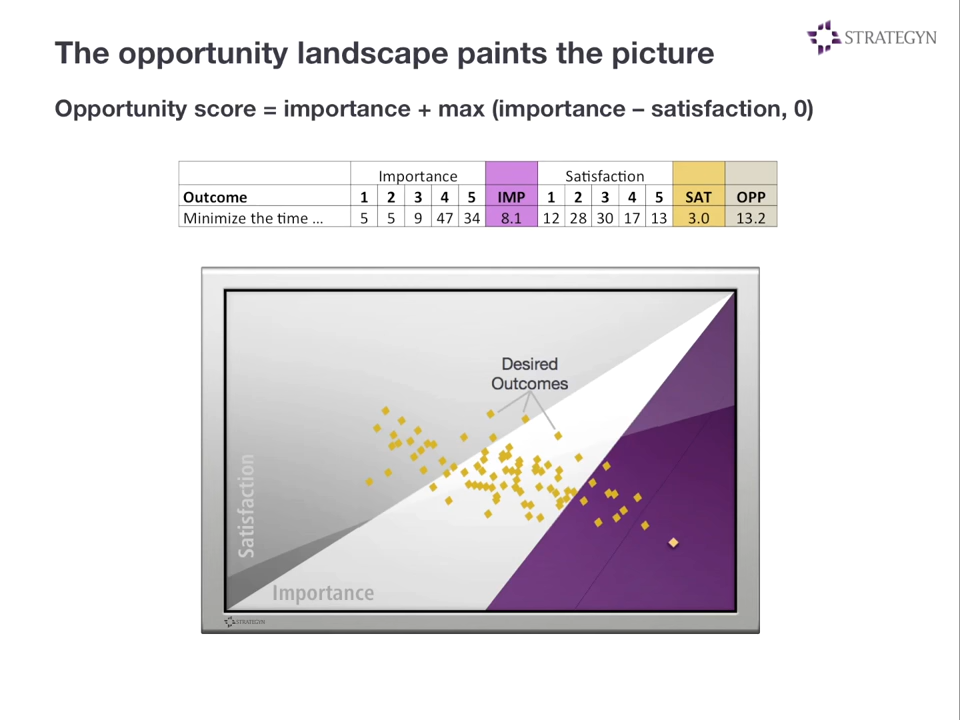 The opportunity landscape paints the picture
STRATEGYN
Opportunity score = importance + max (importance – satisfaction, 0)
Importance Satisfaction
Outcome 1 2 3 4 5 IMP 1 2 3 4 5 SAT OPP
Minimize the time ... 5 5 9 47 34 8.1 12 28 30 17 13 3.0 13.2
Desired
Outcomes
Satisfaction
Importance
STRATEGYN